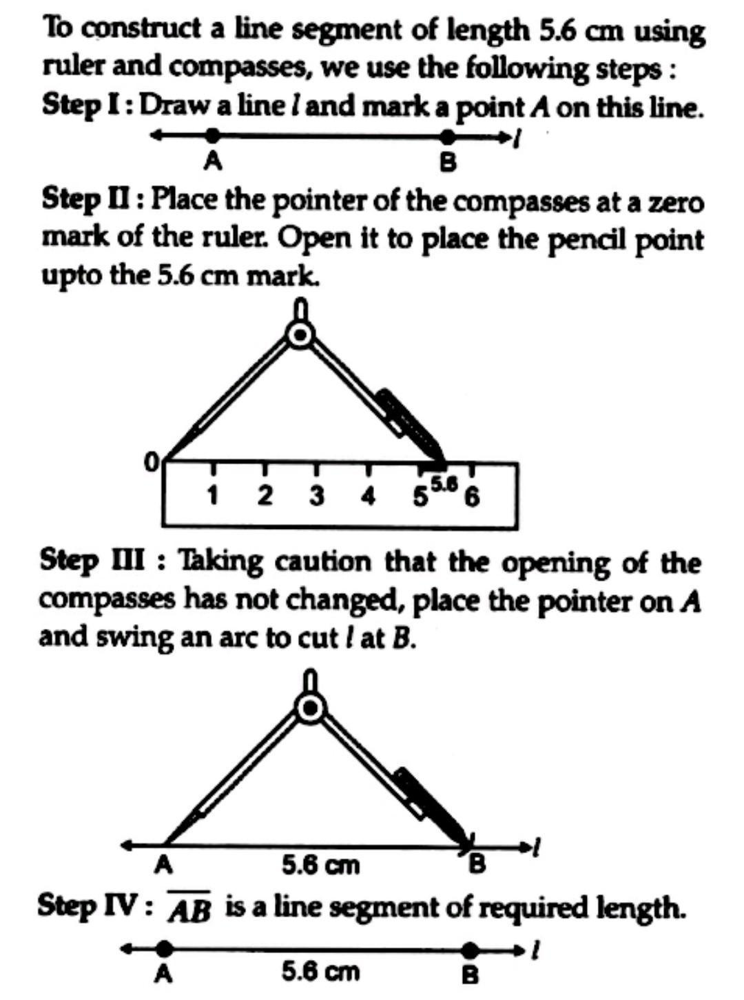 To construct a line segment of length 5.6 cm using
ruler and compasses, we use the following steps :
Step I : Draw a line l and mark a point A on this line.
l
A B
Step II : Place the pointer of the compasses at a zero
mark of the ruler. Open it to place the pencil point
upto the 5.6 cm mark.
0
1 2 3 4 5 5.6 6
Step III : Taking caution that the opening of the
compasses has not changed, place the pointer on A
and swing an arc to cut l at B.
l
A 5.6 cm B
Step IV : AB is a line segment of required length.
l
A 5.6 cm B